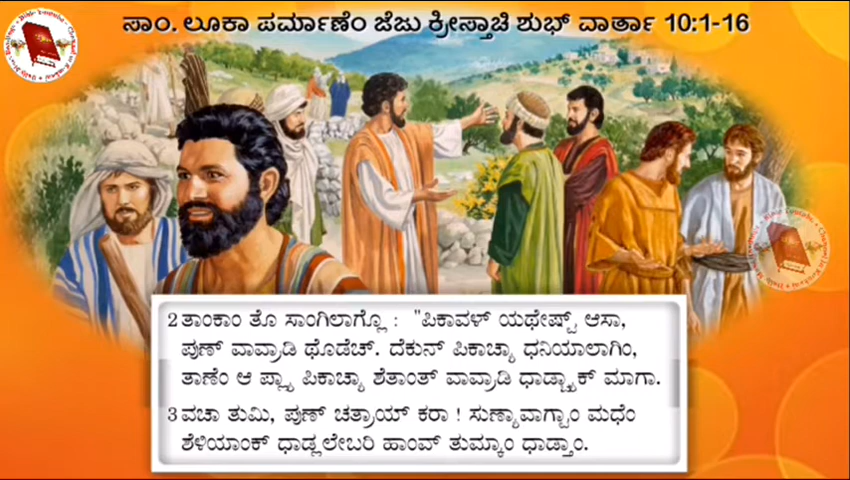 ಸಾಂ. ಲೂಕಾ ಪರ್ಮಾಣೆಂ ಜೆಜು ಕ್ರೀಸ್ತಾಚಿ ಶುಭ್ ವಾರ್ತಾ 10:1-16
2 ತಾಂಕಾಂ ತೊ ಸಾಂಗಿಲಾಗ್ಲೊ : "ಪಿಕಾವಳ್ ಯಥೇಷ್ಟ್ ಆಸಾ,
ಪುಣ್ ವಾವ್ರಾಡಿ ಥೊಡೆಚ್. ದೆಕುನ್ ಪಿಕಾಚ್ಯಾ ಧನಿಯಾಲಾಗಿಂ,
ತಾಣೆಂ ಆ ಪ್ಲ್ಯಾ ಪಿಕಾಚ್ಯಾ ಶೆತಾಂತ್ ವಾವ್ರಾಡಿ ಧಾಡ್ಚ್ಯಾಕ್ ಮಾಗಾ.
3 ವಚಾ ತುಮಿ, ಪುಣ್ ಚತ್ರಾಯ್ ಕರಾ ! ಸುಣ್ಯಾವಾಗ್ಟಾಂ ಮಧೆಂ
ಶೆಳಿಯಾಂಕ್ ಧಾಡ್ಲಲೇಬರಿ ಹಾಂವ್ ತುಮ್ಕಾಂ ಧಾಡ್ತಾಂ.